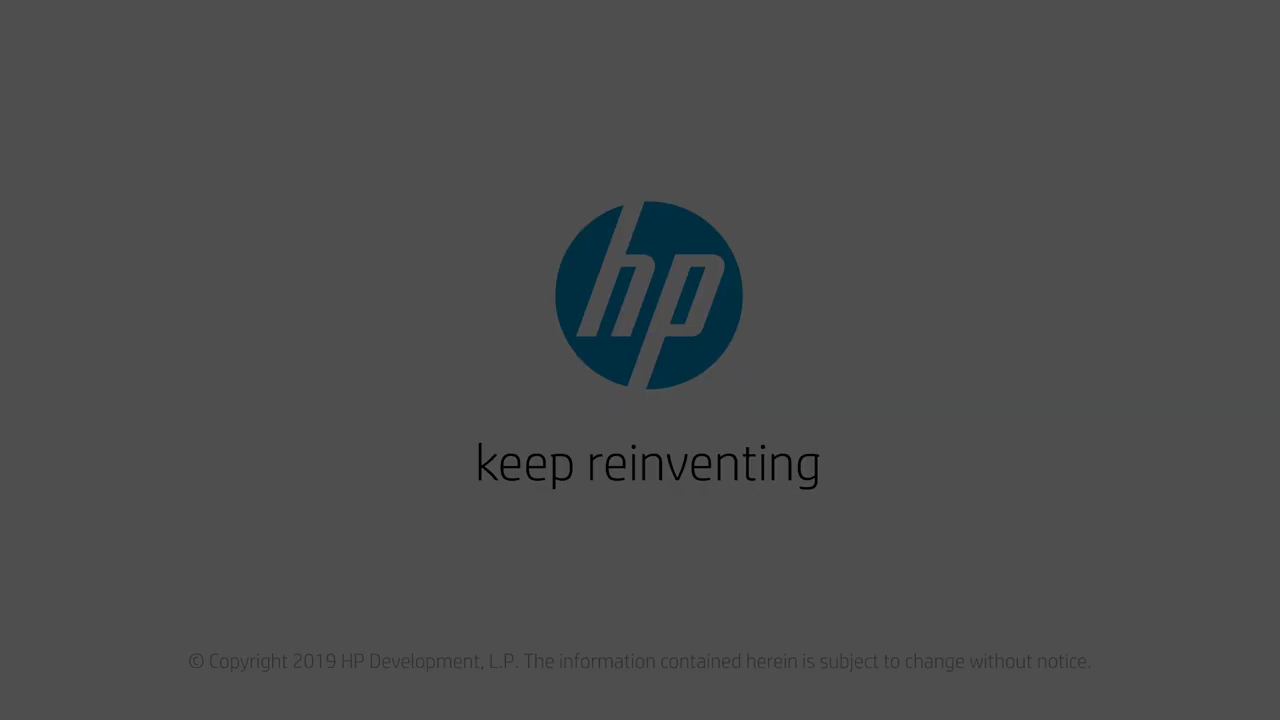 hp
keep reinventing
© Copyright 2019 HP Development, L.P. The information contained herein is subject to change without notice.